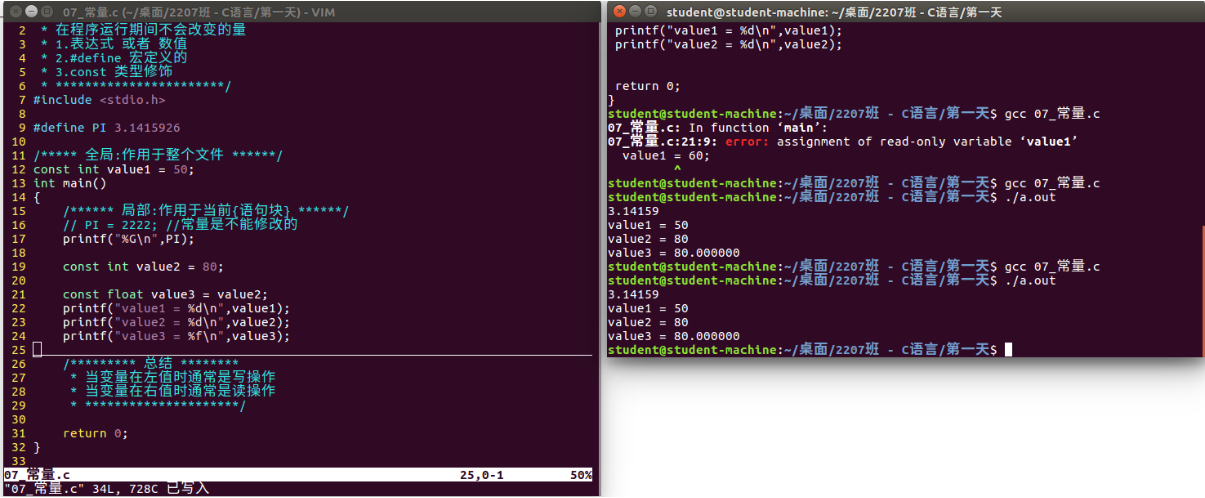 07_常量.c (~/桌面/2207班 - C语言/第一天) - VIM
2  * 在程序运行期间不会改变的量
3  * 1.表达式 或者 数值
4  * 2.#define 宏定义的
5  * 3.const 类型修饰
6  * ***********************/
7 #include <stdio.h>
8
9 #define PI 3.1415926
10
11 /***** 全局:作用于整个文件 ******/
12 const int value1 = 50;
13 int main()
14 {
15     /****** 局部:作用于当前{语句块} ******/
16     // PI = 2222; //常量是不能修改的
17     printf("%G\n",PI);
18
19     const int value2 = 80;
20
21     const float value3 = value2;
22     printf("value1 = %d\n",value1);
23     printf("value2 = %d\n",value2);
24     printf("value3 = %f\n",value3);
25
26     /********* 总结 ********
27      * 当变量在左值时通常是写操作
28      * 当变量在右值时通常是读操作
29      * *********************/
30
31     return 0;
32 }
33
07_常量.c 25,0-1 50%
"07_常量.c" 34L, 728C 已写入
student@student-machine: ~/桌面/2207班 - C语言/第一天
printf("value1 = %d\n",value1);
printf("value2 = %d\n",value2);
return 0;
}
student@student-machine:~/桌面/2207班 - C语言/第一天$ gcc 07_常量.c
07_常量.c: In function ‘main’:
07_常量.c:21:9: error: assignment of read-only variable ‘value1’
value1 = 60;
^
student@student-machine:~/桌面/2207班 - C语言/第一天$ gcc 07_常量.c
student@student-machine:~/桌面/2207班 - C语言/第一天$ ./a.out
3.14159
value1 = 50
value2 = 80
value3 = 80.000000
student@student-machine:~/桌面/2207班 - C语言/第一天$ gcc 07_常量.c
student@student-machine:~/桌面/2207班 - C语言/第一天$ ./a.out
3.14159
value1 = 50
value2 = 80
value3 = 80.000000
student@student-machine:~/桌面/2207班 - C语言/第一天$